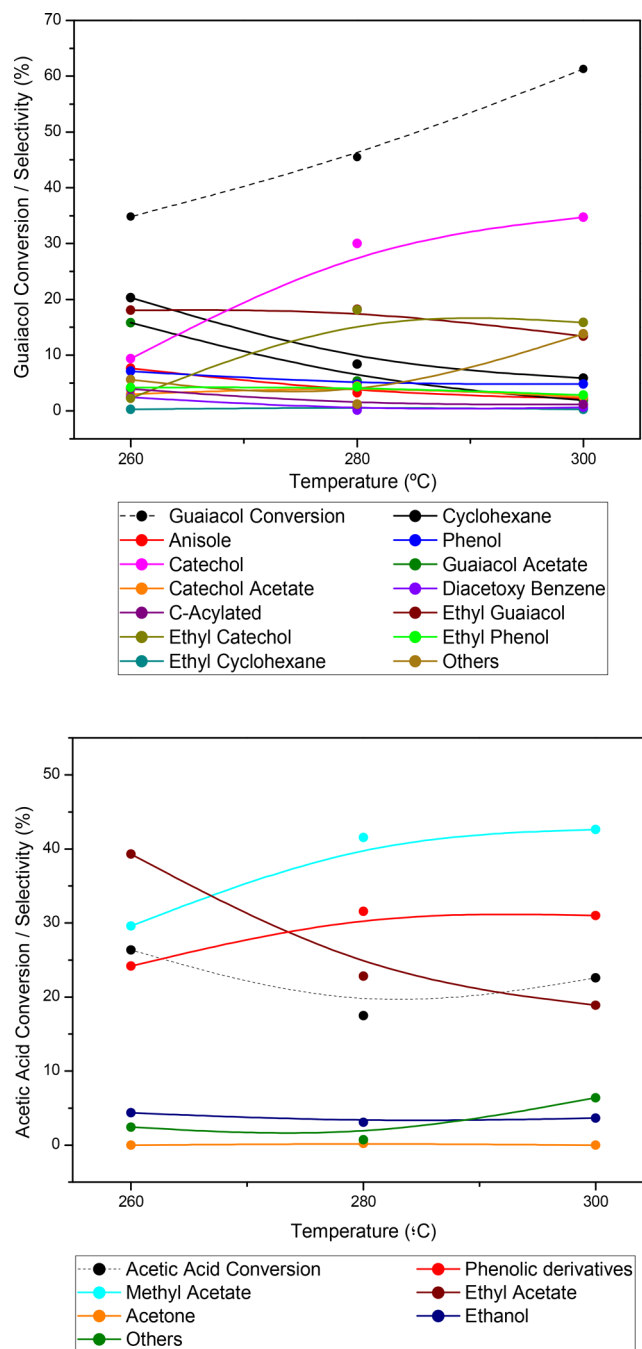 70
60
50
40
30
20
10
0
Guaiacol Conversion / Selectivity (%)
260 280 300
Temperature (ºC)
Guaiacol Conversion Cyclohexane
Anisole Phenol
Catechol Guaiacol Acetate
Catechol Acetate Diacetoxy Benzene
C-Acylated Ethyl Guaiacol
Ethyl Catechol Ethyl Phenol
Ethyl Cyclohexane Others
50
40
30
20
10
0
Acetic Acid Conversion / Selectivity (%)
260 280 300
Temperature (ºC)
Acetic Acid Conversion Phenolic derivatives
Methyl Acetate Ethyl Acetate
Acetone Ethanol
Others